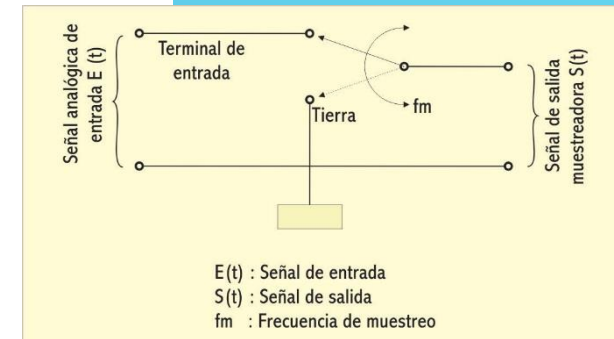 Señal analógica de
entrada E (t)
Terminal de
entrada
Tierra
fm
Señal de salida
muestreadora S(t)
E(t) : Señal de entrada
S(t) : Señal de salida
fm : Frecuencia de muestreo